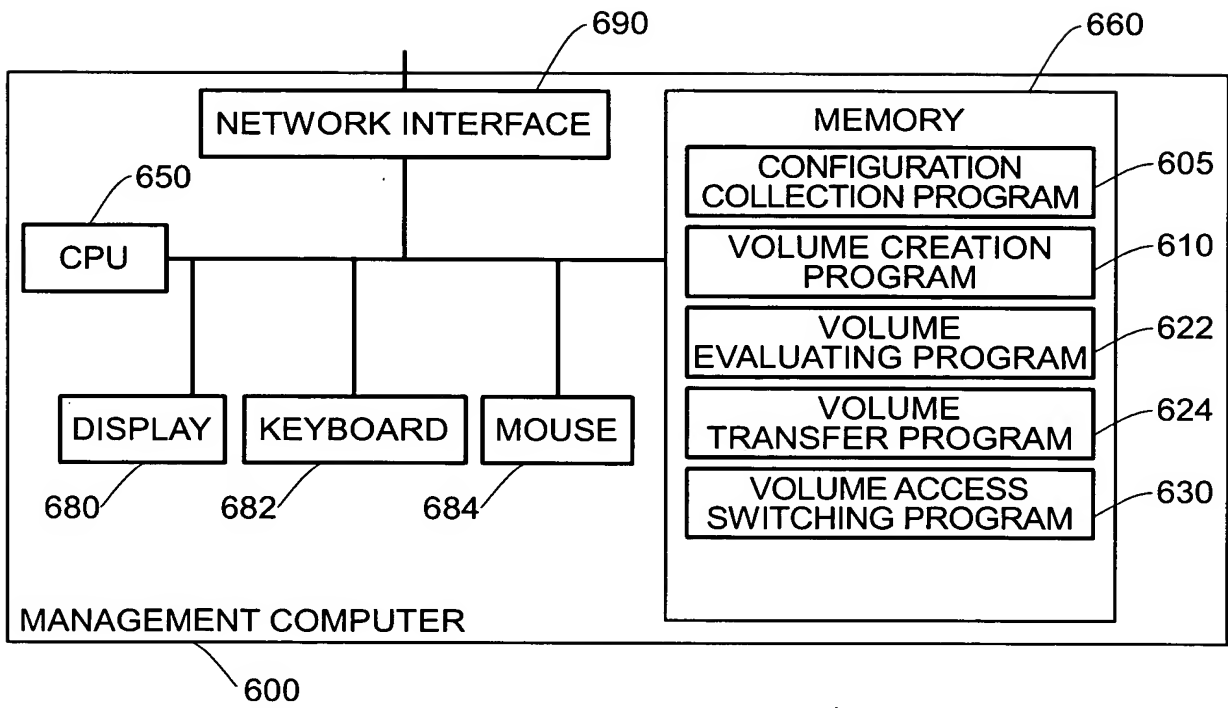 690
660
NETWORK INTERFACE
MEMORY
650
CONFIGURATION
COLLECTION PROGRAM
605
CPU
VOLUME CREATION
PROGRAM
610
VOLUME
EVALUATING PROGRAM
622
DISPLAY
KEYBOARD
MOUSE
VOLUME
TRANSFER PROGRAM
624
680
682
684
VOLUME ACCESS
SWITCHING PROGRAM
630
MANAGEMENT COMPUTER
600